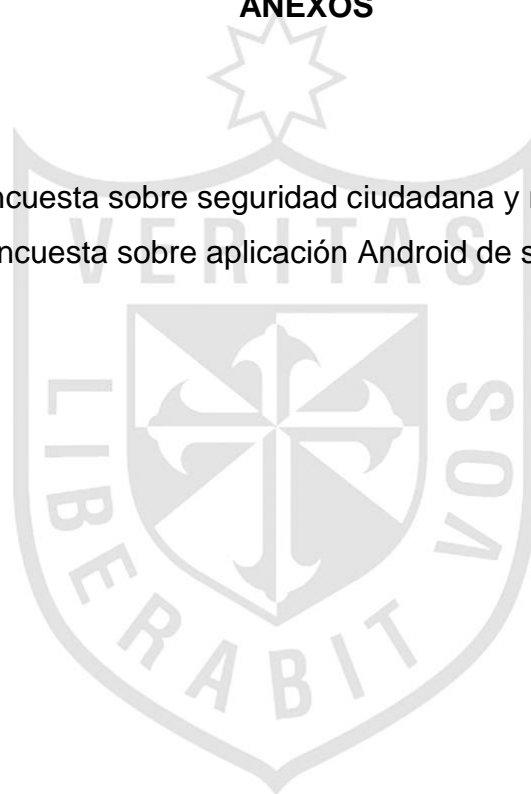 ANEXOS
ncuesta sobre seguridad ciudadana y
ncuesta sobre aplicación Android de s
VERITAS
LIBERABIT
VOS